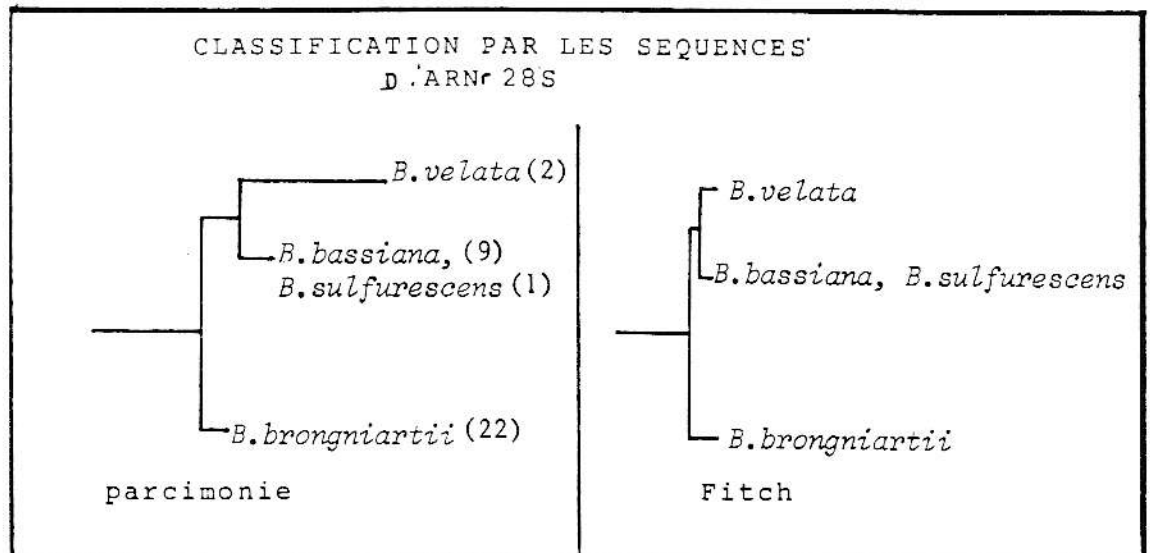 CLASSIFICATION PAR LES SEQUENCES
D.'ARNr 28S
B.velata (2)
B.bassiana, (9)
B.sulfurescens (1)
B.brongniartii (22)
parcimonie
B.velata
B.bassiana, B.sulfurescens
B.brongniartii
Fitch